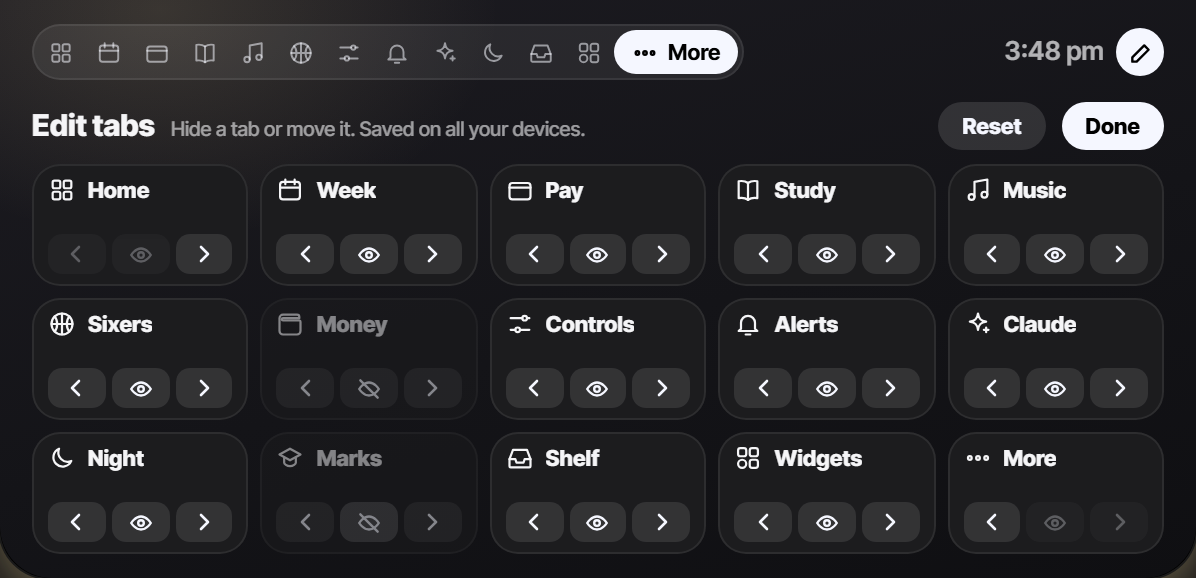 More
3:48 pm
Edit tabs Hide a tab or move it. Saved on all your devices.
Reset Done
Home Week Pay Study Music
Sixers Money Controls Alerts Claude
Night Marks Shelf Widgets More